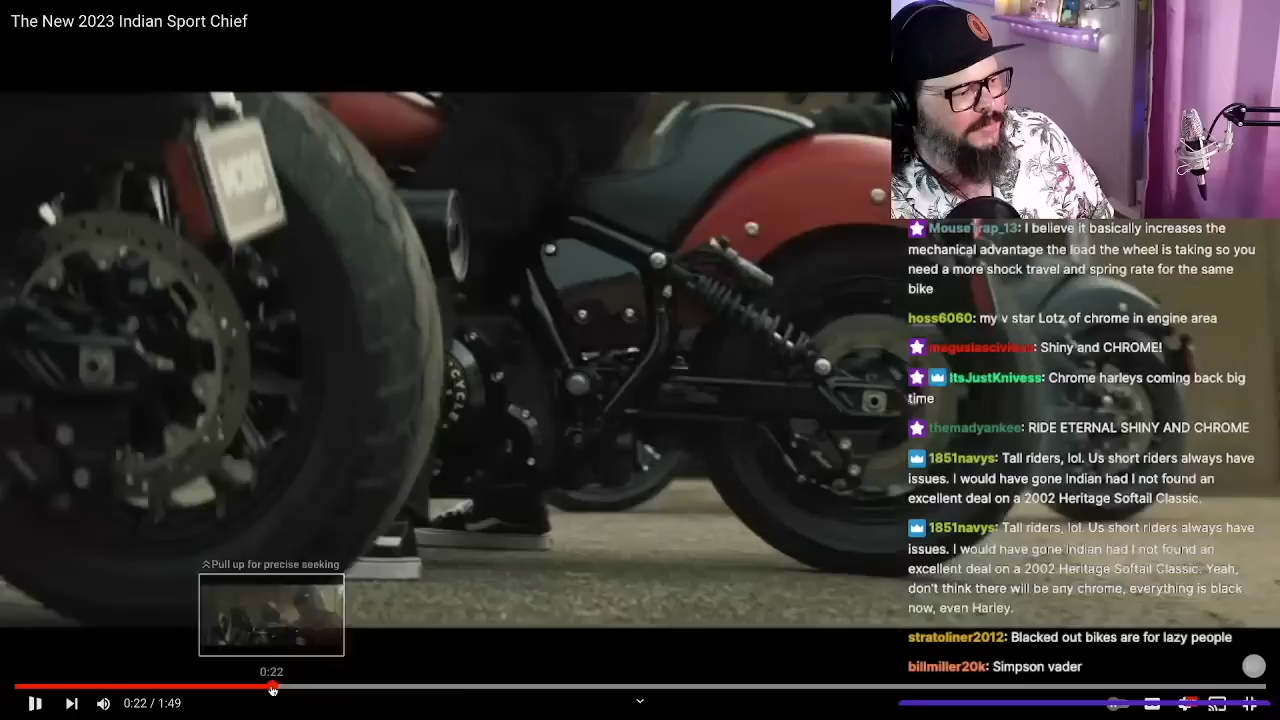 The New 2023 Indian Sport Chief
MouseTrap_13: I believe it basically increases the
mechanical advantage the load the wheel is taking so you
need a more shock travel and spring rate for the same
bike
hoss6060: my v star Lotz of chrome in engine area
maguslascivious: Shiny and CHROME!
ItsJustKnivess: Chrome harleys coming back big
time
themadyankee: RIDE ETERNAL SHINY AND CHROME
1851navys: Tall riders, lol. Us short riders always have
issues. I would have gone Indian had I not found an
excellent deal on a 2002 Heritage Softail Classic.
1851navys: Tall riders, lol. Us short riders always have
issues. I would have gone Indian had I not found an
excellent deal on a 2002 Heritage Softail Classic. Yeah,
don't think there will be any chrome, everything is black
now, even Harley.
stratoliner2012: Blacked out bikes are for lazy people
billmiller20k: Simpson vader
CYCLE
Pull up for precise seeking
0:22
0:22 / 1:49